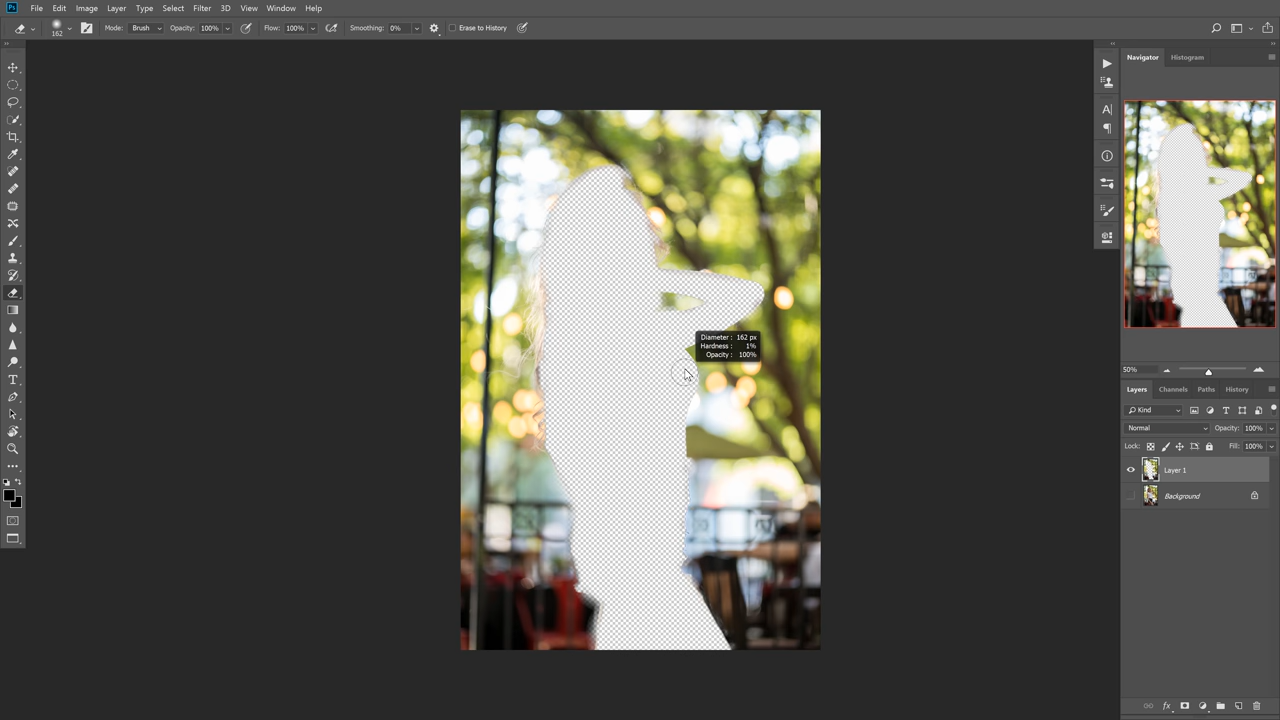 Ps File Edit Image Layer Type Select Filter 3D View Window Help
162 Mode: Brush Opacity: 100% Flow: 100% Smoothing: 0% Erase to History
Navigator Histogram
50%
Diameter : 162 px
Hardness : 1%
Opacity : 100%
Layers Channels Paths History
Kind
Normal Opacity: 100%
Lock: Fill: 100%
Layer 1
Background